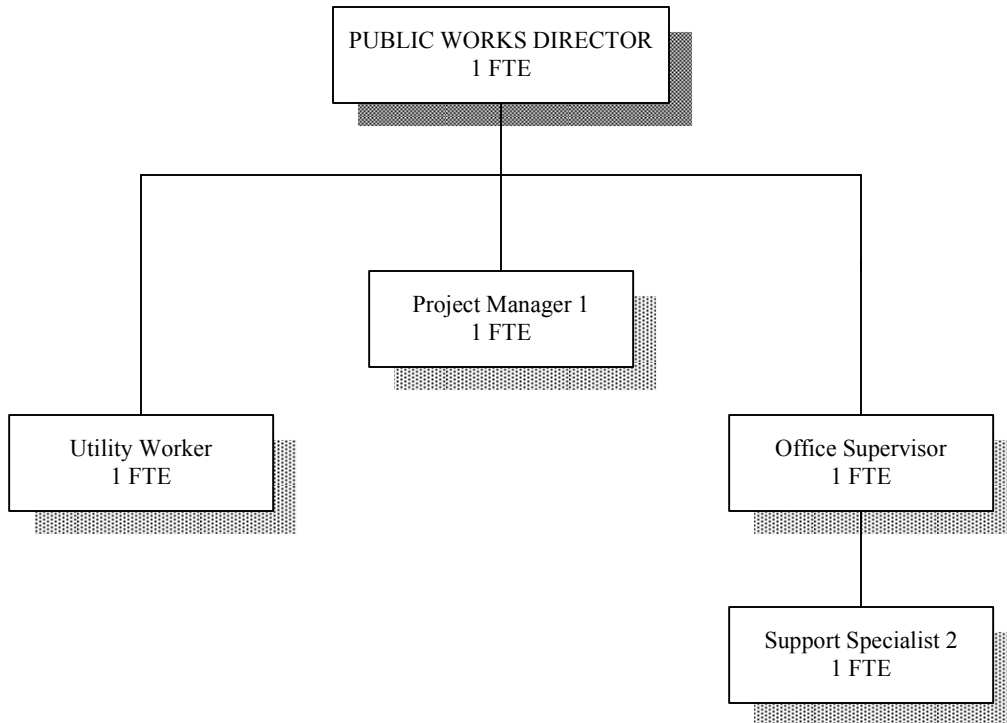 PUBLIC WORKS DIRECTOR
1 FTE
Project Manager 1
1 FTE
Utility Worker
1 FTE
Office Supervisor
1 FTE
Support Specialist 2
1 FTE